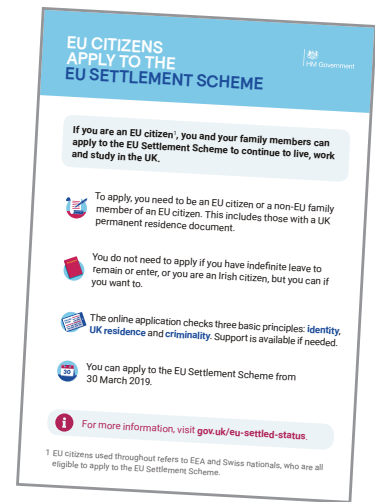 EU CITIZENS
APPLY TO THE
EU SETTLEMENT SCHEME
HM Government
If you are an EU citizen¹, you and your family members can
apply to the EU Settlement Scheme to continue to live, work
and study in the UK.
To apply, you need to be an EU citizen or a non-EU family
member of an EU citizen. This includes those with a UK
permanent residence document.
You do not need to apply if you have indefinite leave to
remain or enter, or you are an Irish citizen, but you can if
you want to.
The online application checks three basic principles: identity,
UK residence and criminality. Support is available if needed.
30
You can apply to the EU Settlement Scheme from
30 March 2019.
i
For more information, visit gov.uk/eu-settled-status.
1 EU citizens used throughout refers to EEA and Swiss nationals, who are all
eligible to apply to the EU Settlement Scheme.